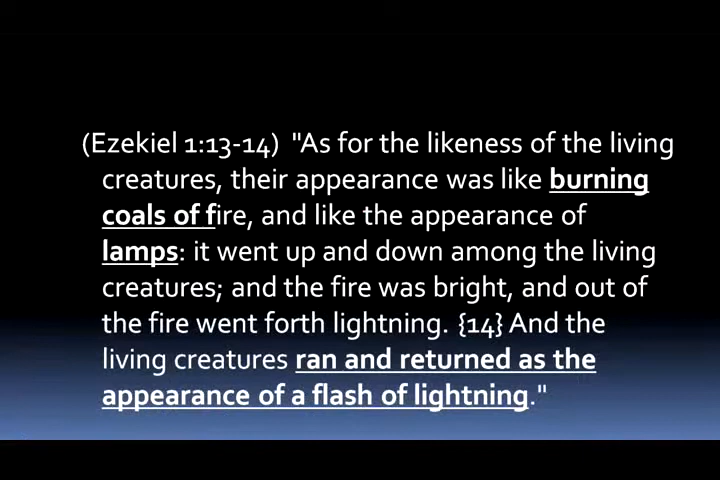 (Ezekiel 1:13-14) "As for the likeness of the living
creatures, their appearance was like burning
coals of fire, and like the appearance of
lamps: it went up and down among the living
creatures; and the fire was bright, and out of
the fire went forth lightning. {14} And the
living creatures ran and returned as the
appearance of a flash of lightning."